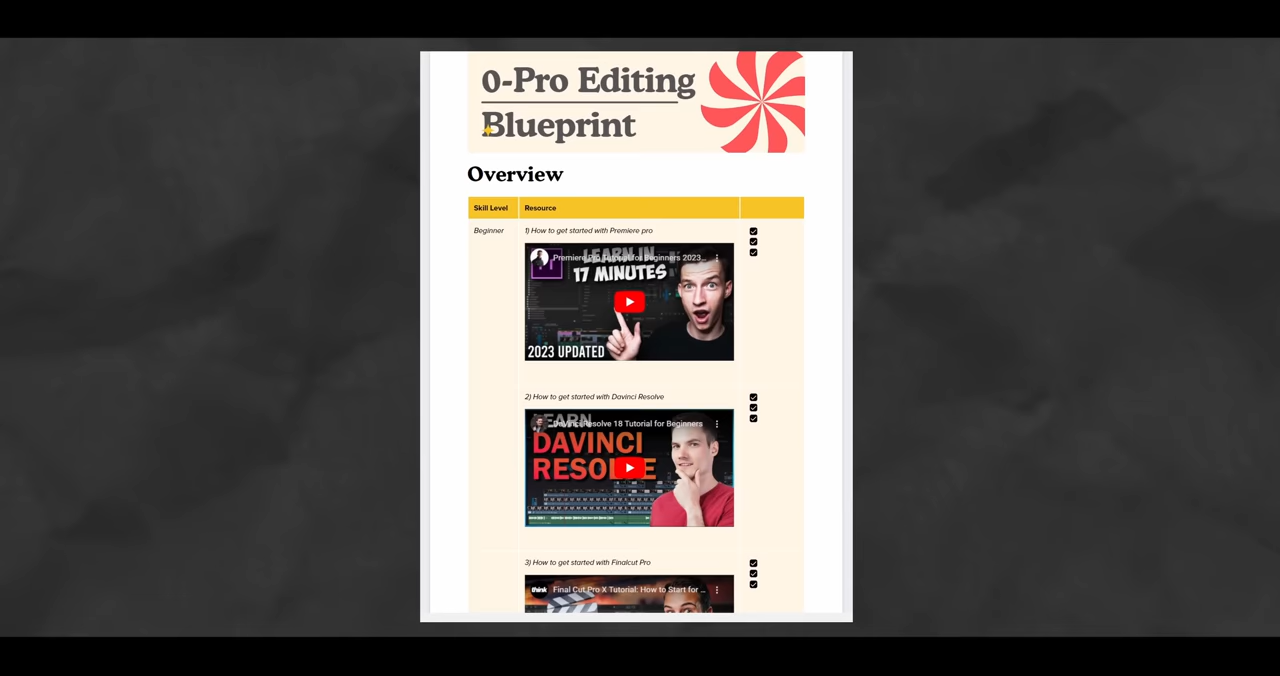 0-Pro Editing
Blueprint
Overview
Skill Level Resource
Beginner
1) How to get started with Premiere pro
LEARN IN
Premiere Pro Tutorial for Beginners 2023...
17 MINUTES
2023 UPDATED
2) How to get started with Davinci Resolve
LEARN
DaVinci Resolve 18 Tutorial for Beginners
DAVINCI
RESOLVE
3) How to get started with Finalcut Pro
think Final Cut Pro X Tutorial: How to Start for ...